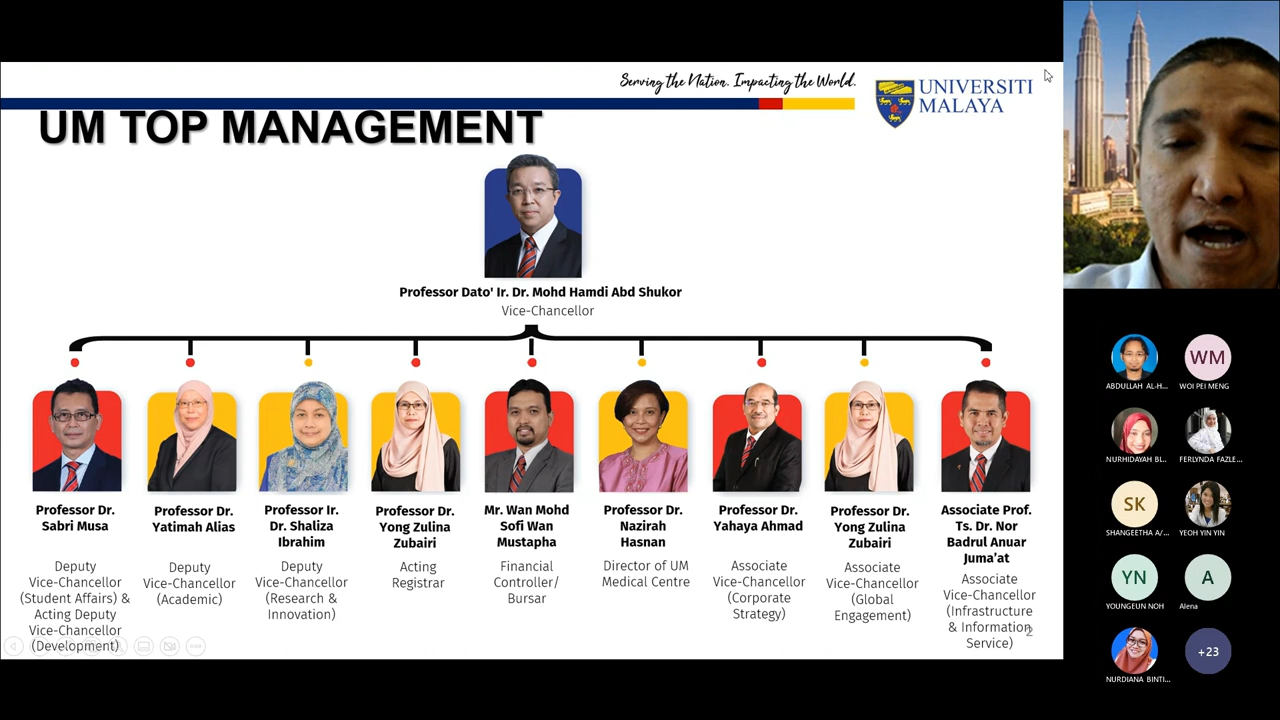 Serving the Nation. Impacting the World.
UNIVERSITI
MALAYA
UM TOP MANAGEMENT
Professor Dato' Ir. Dr. Mohd Hamdi Abd Shukor
Vice-Chancellor
Professor Dr.
Sabri Musa
Deputy
Vice-Chancellor
(Student Affairs) &
Acting Deputy
Vice-Chancellor
(Development)
Professor Dr.
Yatimah Alias
Deputy
Vice-Chancellor
(Academic)
Professor Ir.
Dr. Shaliza
Ibrahim
Deputy
Vice-Chancellor
(Research &
Innovation)
Professor Dr.
Yong Zulina
Zubairi
Acting
Registrar
Mr. Wan Mohd
Sofi Wan
Mustapha
Financial
Controller/
Bursar
Professor Dr.
Nazirah
Hasnan
Director of UM
Medical Centre
Professor Dr.
Yahaya Ahmad
Associate
Vice-Chancellor
(Corporate
Strategy)
Professor Dr.
Yong Zulina
Zubairi
Associate
Vice-Chancellor
(Global
Engagement)
Associate Prof.
Ts. Dr. Nor
Badrul Anuar
Juma’at
Associate
Vice-Chancellor
(Infrastructure
& Information
Service)
2
ABDULLAH AL-H...
WM
WOI PEI MENG
NURHIDAYAH BI...
FERLYNDA FAZLE...
SK
SHANGEETHA A/...
YEOH YIN YIN
YN
YOUNGEUN NOH
A
Alena
NURDIANA BINTI...
+23